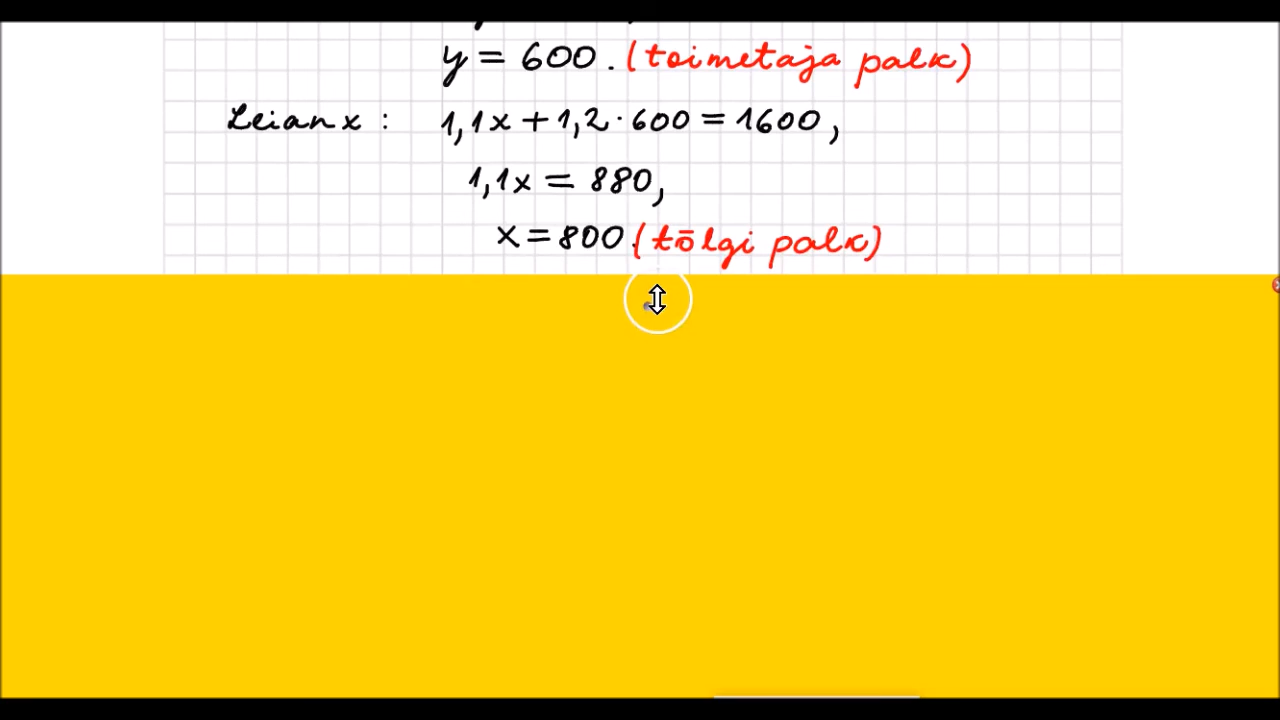 y = 600. (toimetaja palk)
Leian x : 1,1x + 1,2 · 600 = 1600,
1,1x = 880,
x = 800. (tõlgi palk)